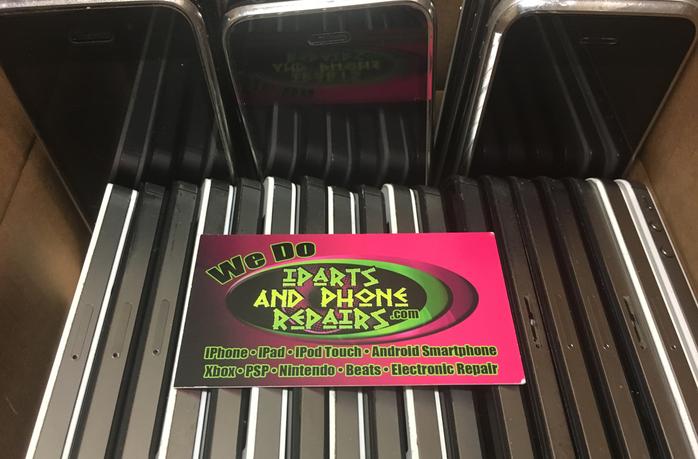 We Do
IPARTS
AND PHONE
REPAIRS.com
IPhone • IPad • IPod Touch • Android Smartphone
Xbox • PSP • Nintendo • Beats • Electronic Repair